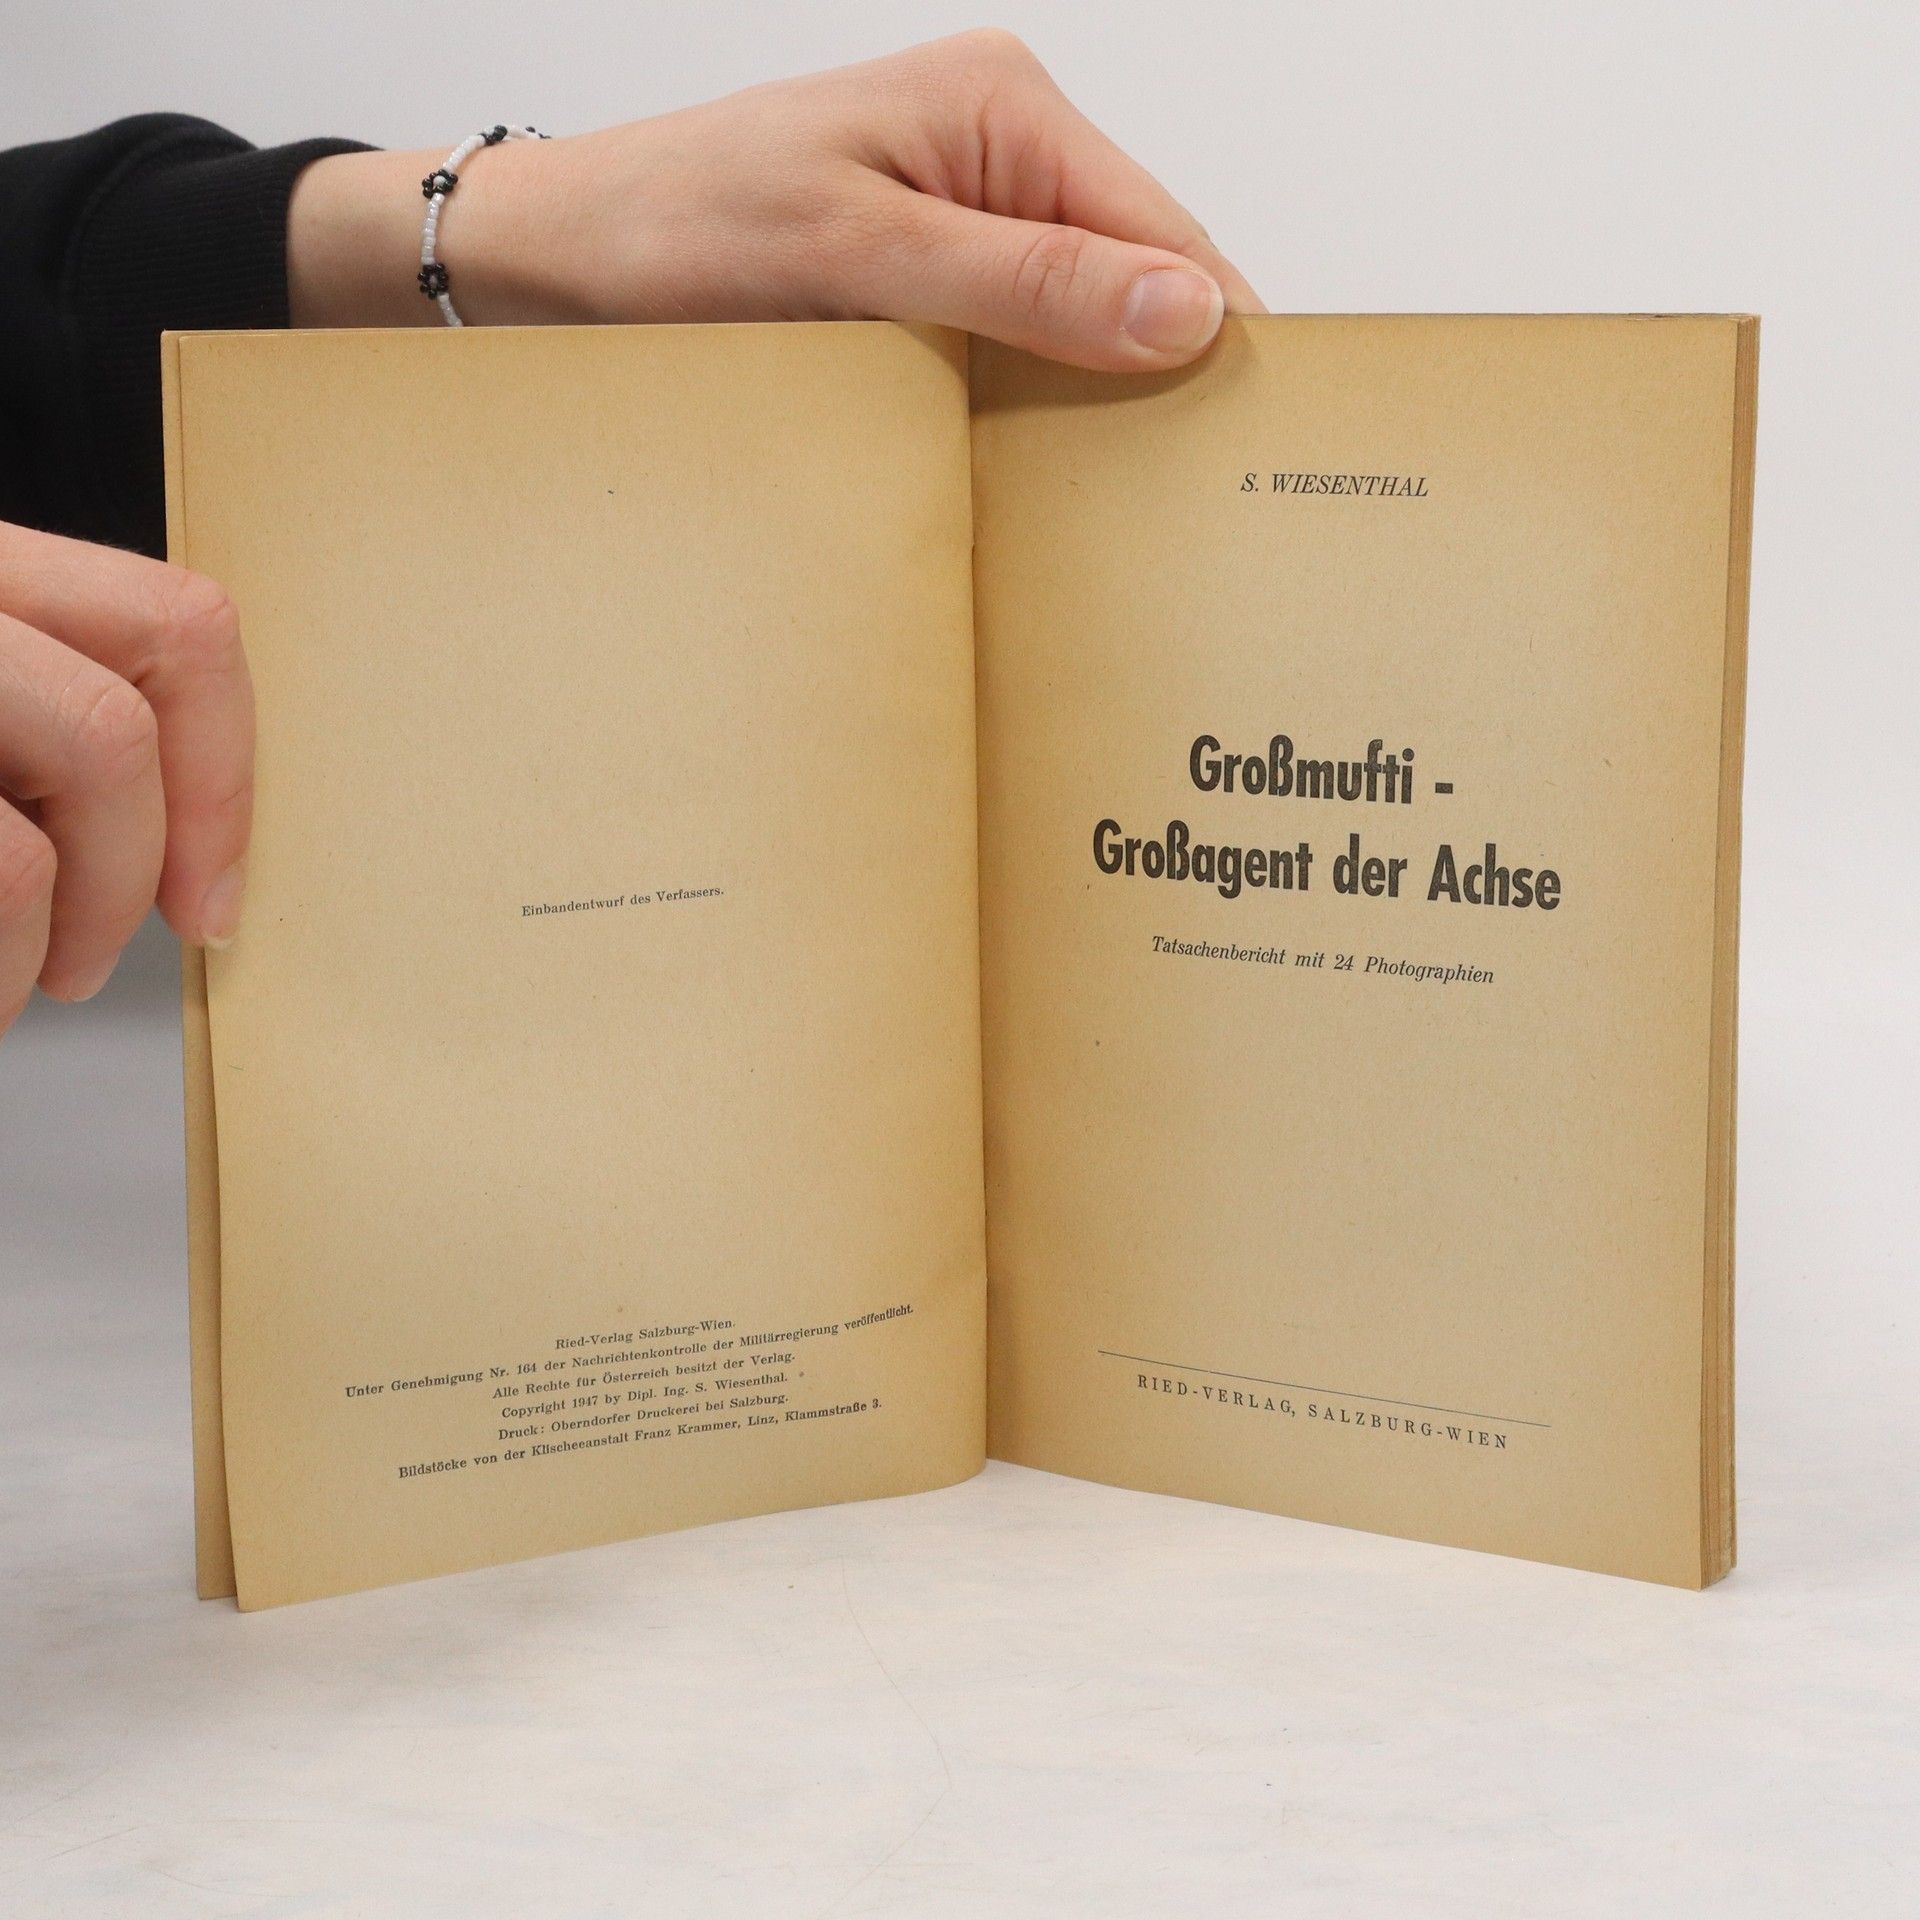 Einbandentwurf des Verfassers.
Ried-Verlag Salzburg-Wien.
Unter Genehmigung Nr. 164 der Nachrichtenkontrolle der Militärregierung veröffentlicht.
Alle Rechte für Österreich besitzt der Verlag.
Copyright 1947 by Dipl. Ing. S. Wiesenthal.
Druck: Oberndorfer Druckerei bei Salzburg.
Bildstöcke von der Klischeeanstalt Franz Krammer, Linz, Klammstraße 3.
S. WIESENTHAL
Großmufti -
Großagent der Achse
Tatsachenbericht mit 24 Photographien
RIED-VERLAG, SALZBURG-WIEN